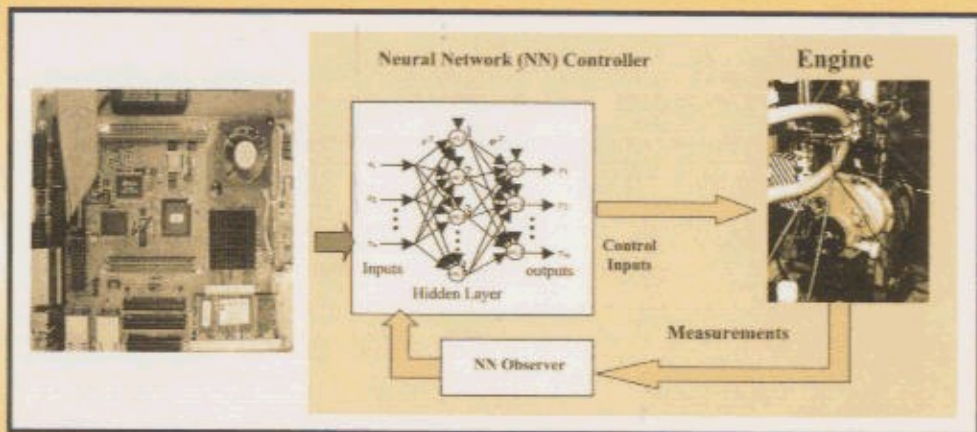 Neural Network (NN) Controller
Engine
Inputs
outputs
Hidden Layer
Control
Inputs
Measurements
NN Observer